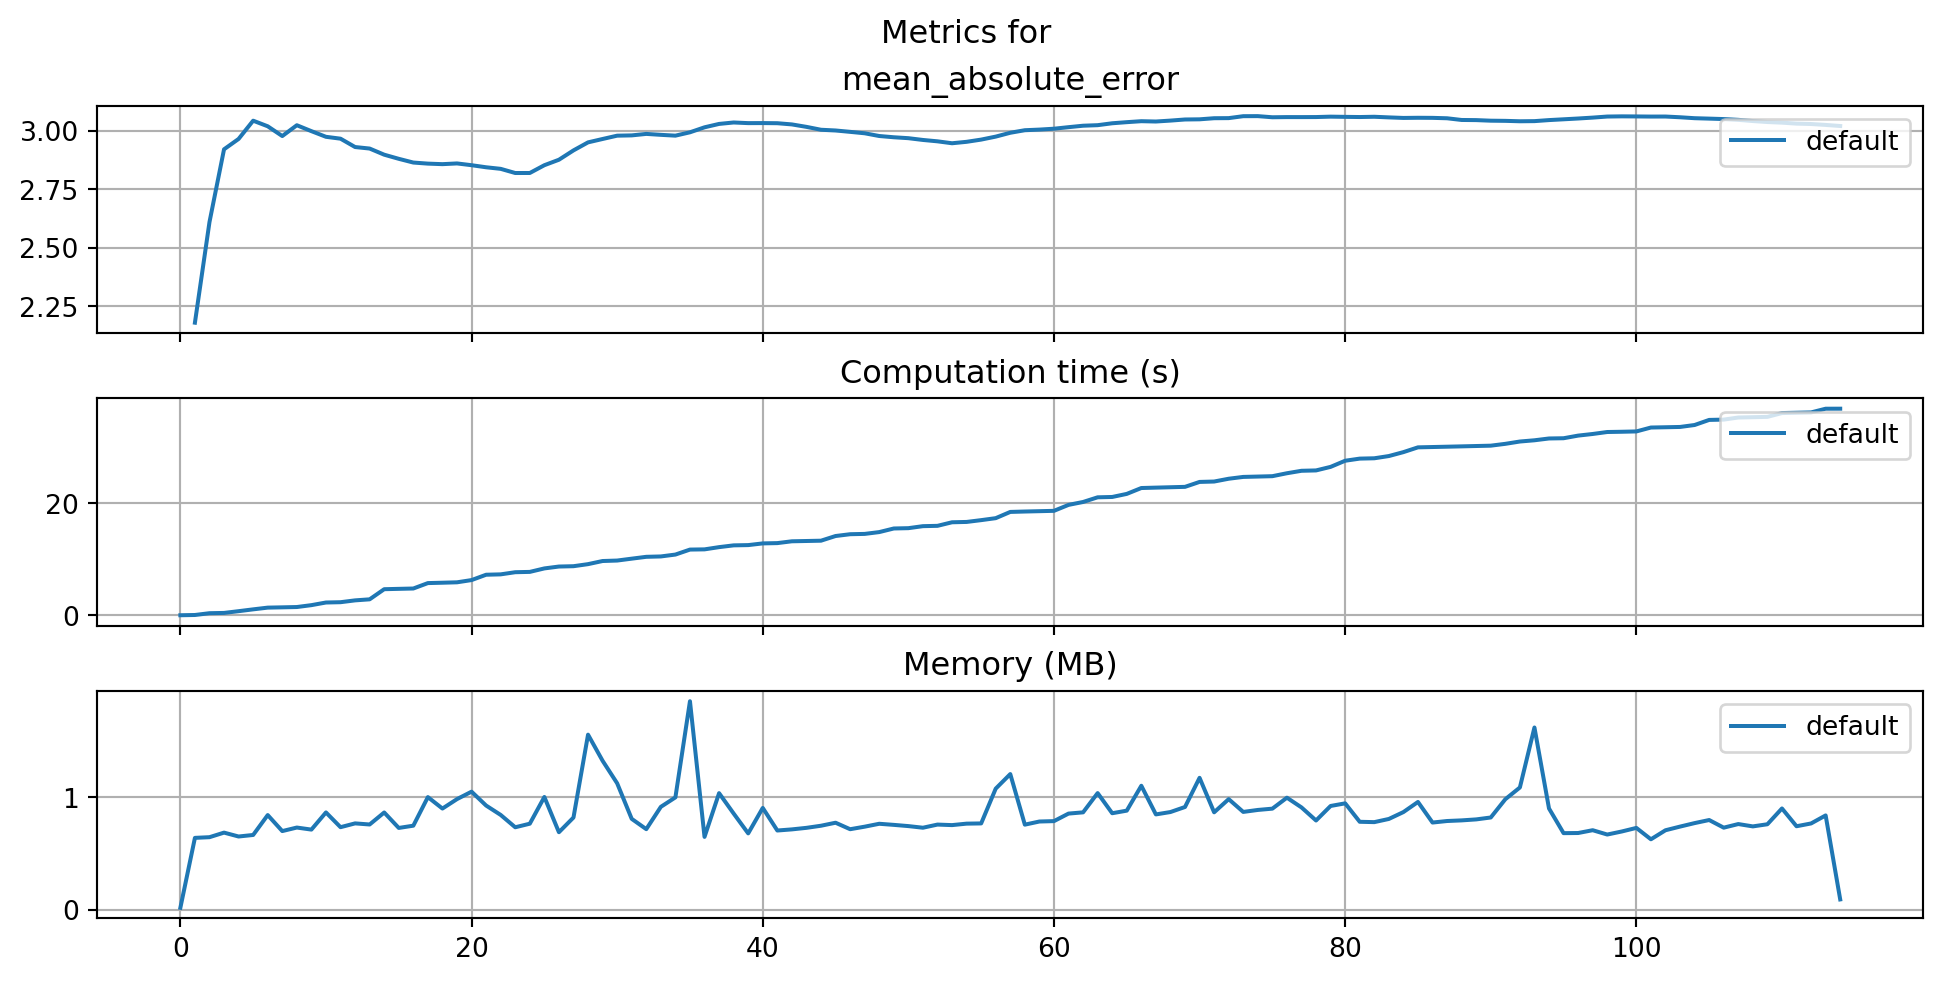 Metrics for
mean_absolute_error
3.00
2.75
2.50
2.25
default
Computation time (s)
20
0
default
Memory (MB)
1
0
default
0 20 40 60 80 100